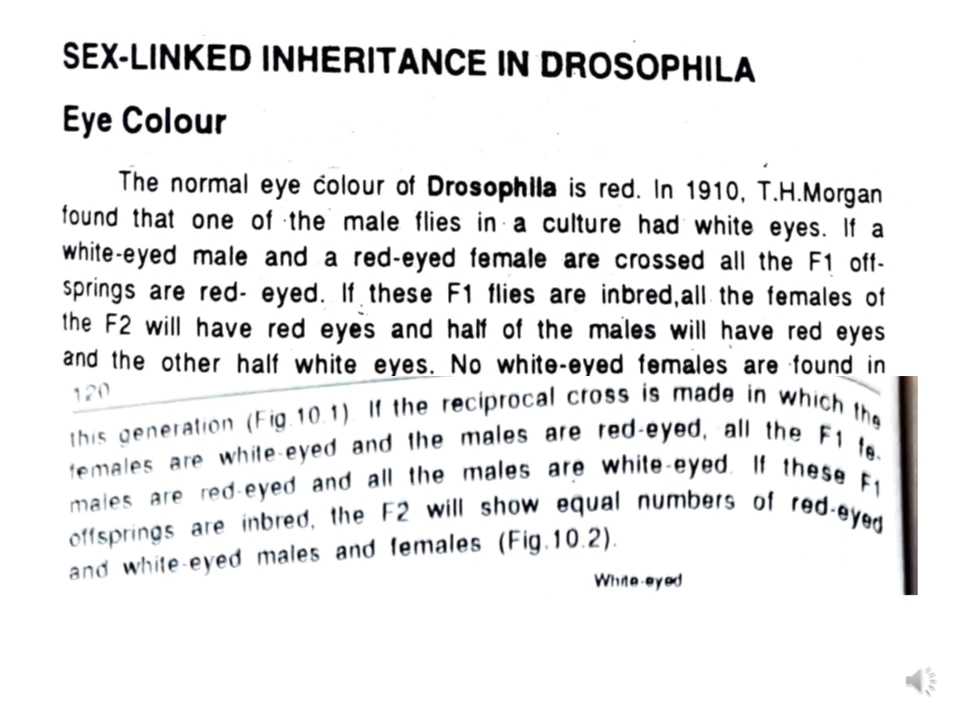 SEX-LINKED INHERITANCE IN DROSOPHILA
Eye Colour
The normal eye colour of Drosophila is red. In 1910, T.H.Morgan
found that one of the male flies in a culture had white eyes. If a
white-eyed male and a red-eyed female are crossed all the F1 off-
springs are red- eyed. If these F1 flies are inbred,all the females of
the F2 will have red eyes and half of the males will have red eyes
and the other half white eyes. No white-eyed females are found in
120
this generation (Fig.10.1). If the reciprocal cross is made in which the
females are white-eyed and the males are red-eyed, all the F1 fe-
males are red-eyed and all the males are white-eyed. If these F1
offsprings are inbred, the F2 will show equal numbers of red-eyed
and white-eyed males and females (Fig.10.2).
White-eyed